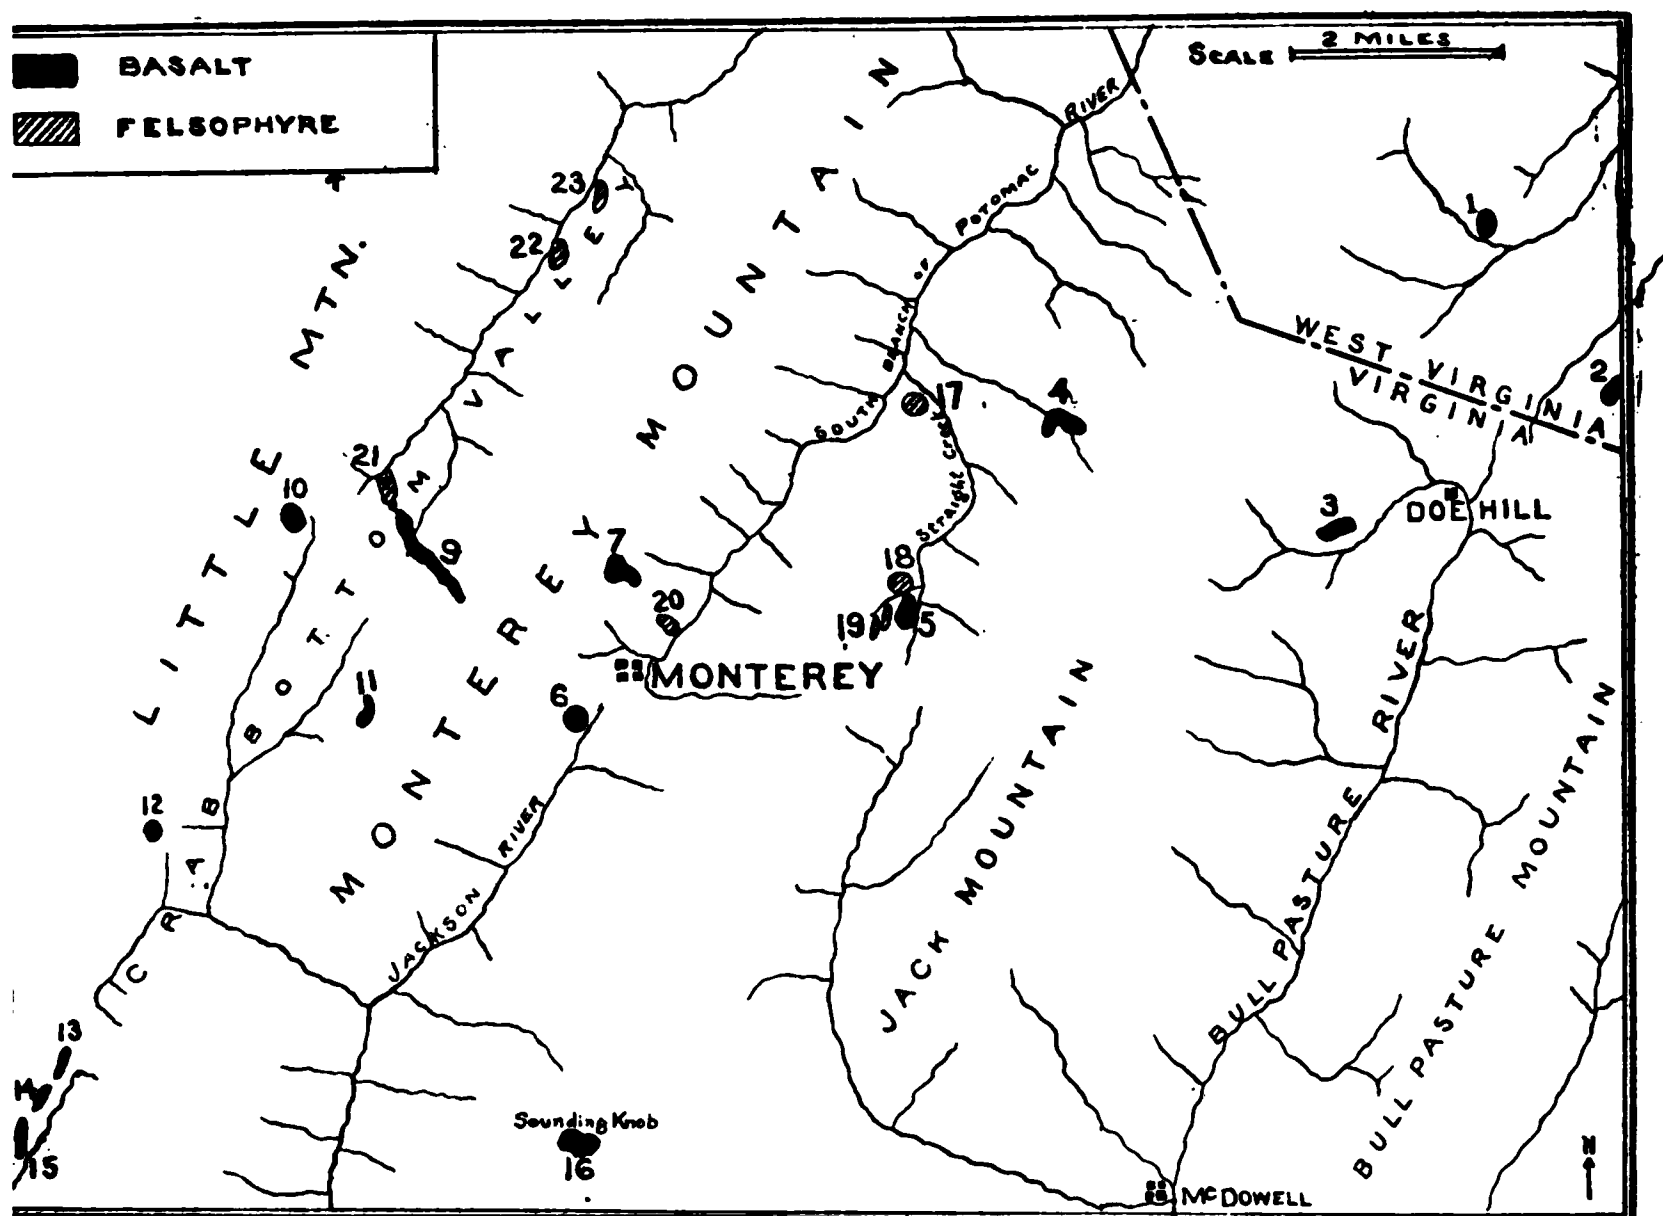 BASALT
FELSOPHYRE
SCALE 2 MILES
N
1
2
3
4
5
6
7
9
10
11
12
13
14
15
16
17
18
19
20
21
22
23
LITTLE MTN.
CRAB BOTTOM VALLEY
MONTEREY MOUNTAIN
SOUTH BRANCH OF POTOMAC RIVER
Straight Creek
WEST VIRGINIA
VIRGINIA
DOE HILL
MONTEREY
JACKSON RIVER
JACK MOUNTAIN
BULL PASTURE RIVER
BULL PASTURE MOUNTAIN
Sounding Knob
McDOWELL